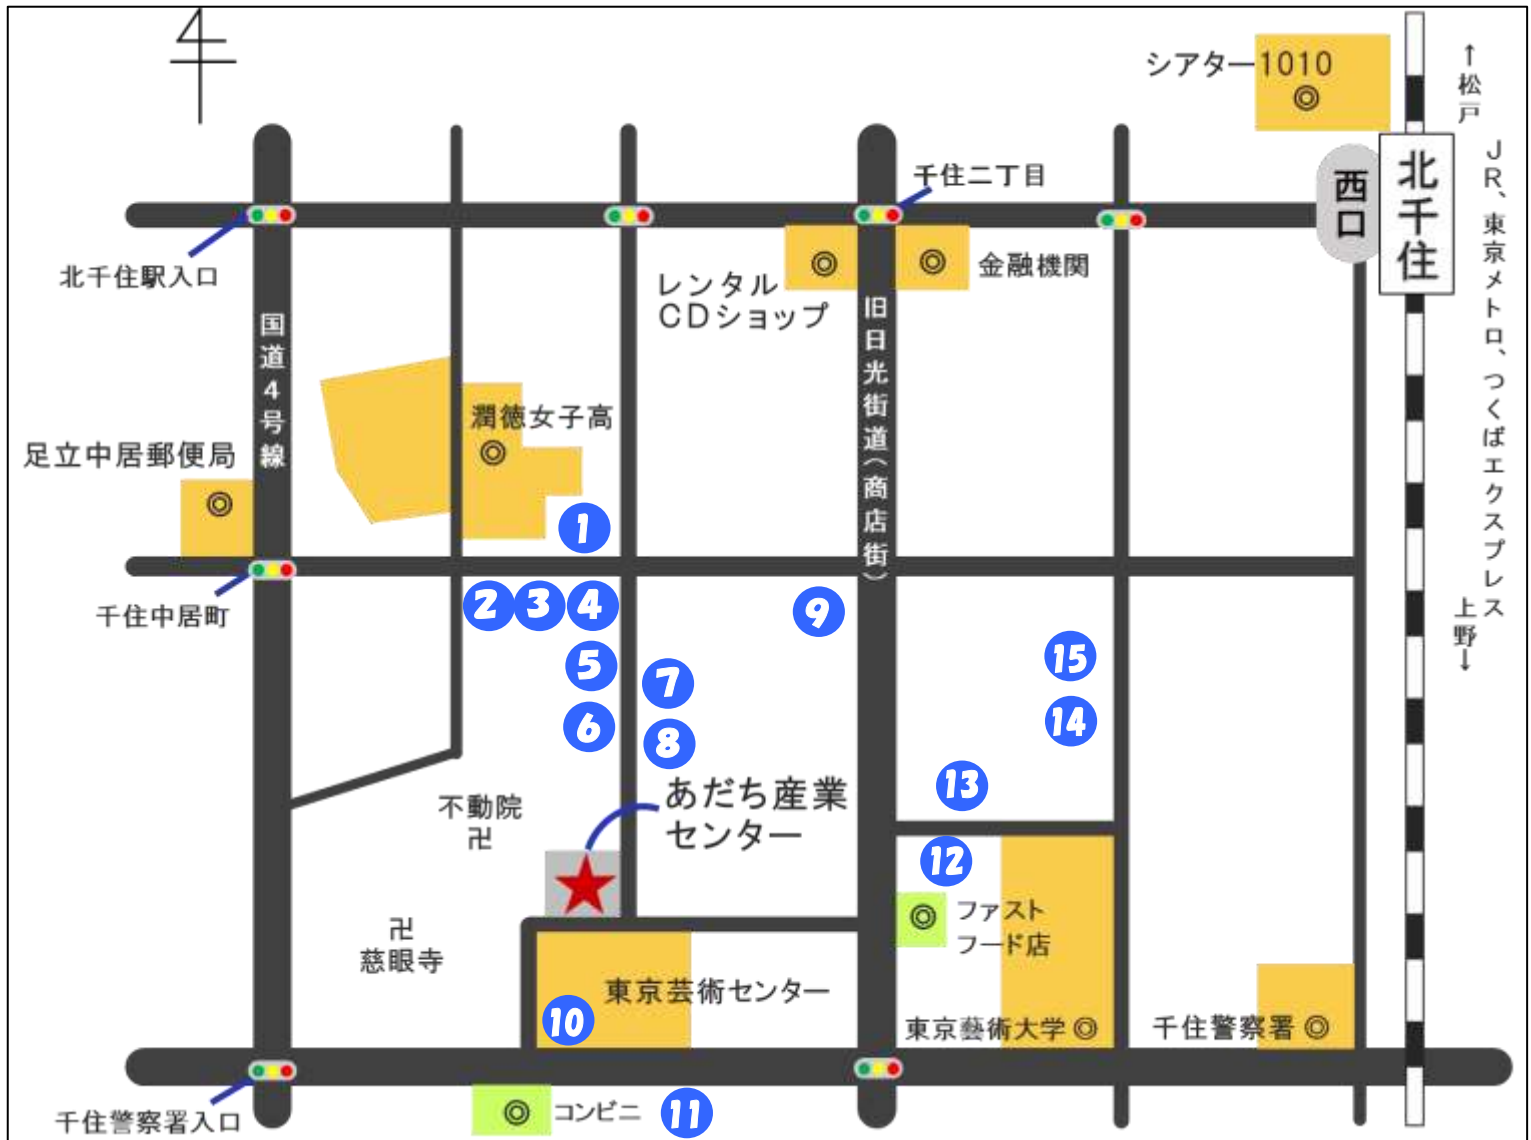 シアター1010
↑松戸
北千住
西口
JR、東京メトロ、つくばエクスプレス
上野↓
千住二丁目
北千住駅入口
レンタル
CDショップ
金融機関
国道4号線
旧日光街道(商店街)
潤徳女子高
足立中居郵便局
千住中居町
1
2 3 4
5
6
7
8
9
15
14
13
12
あだち産業
センター
不動院
卍
卍
慈眼寺
ファスト
フード店
東京芸術センター
10
東京藝術大学
千住警察署
千住警察署入口
コンビニ
11